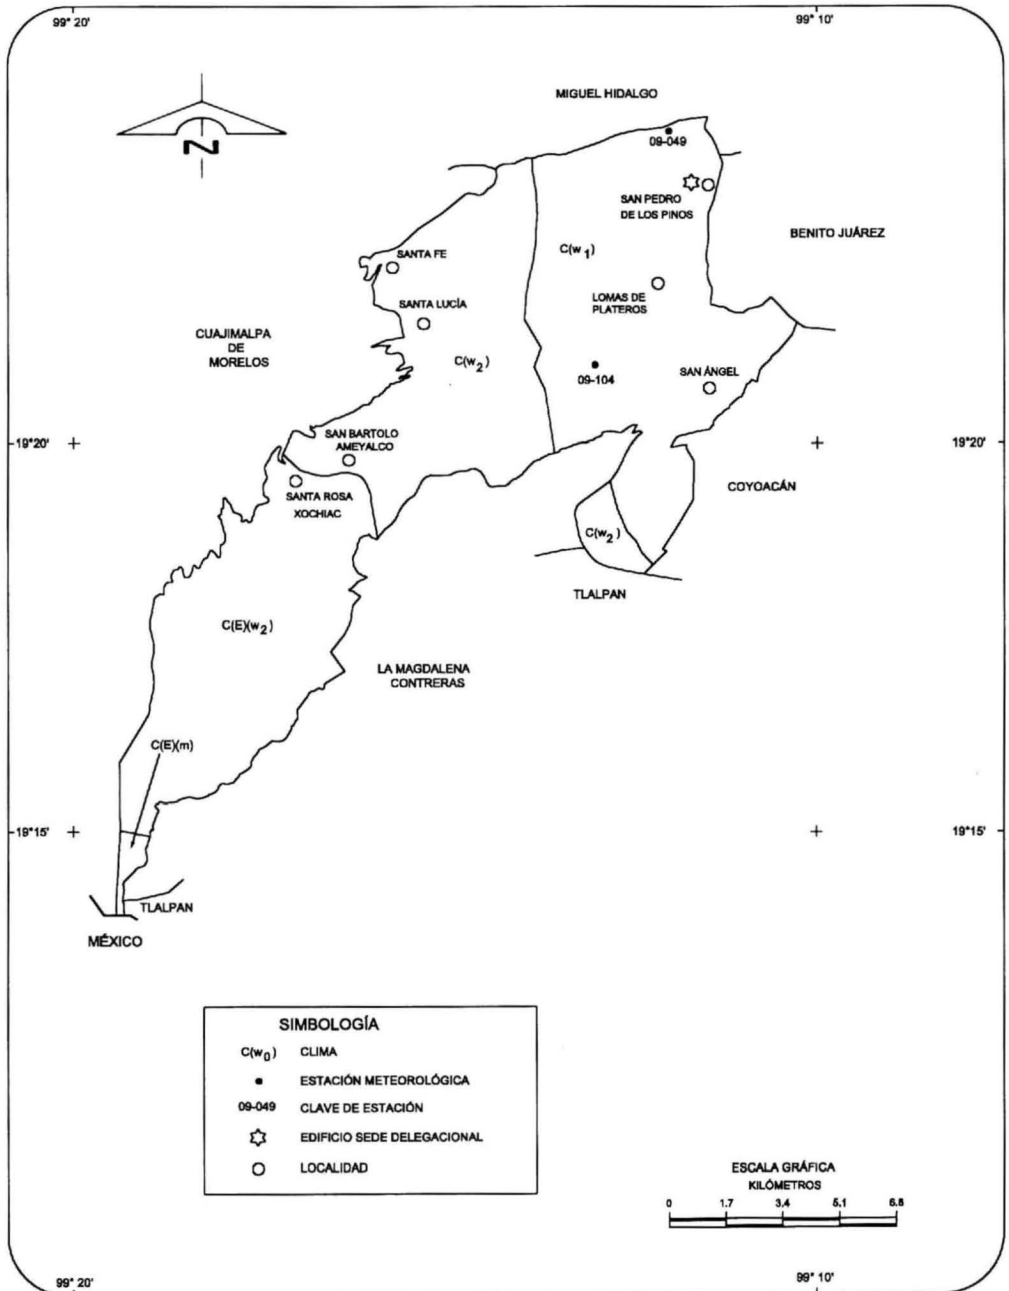 99° 20'
99° 10'
MIGUEL HIDALGO
N
09-049
SAN PEDRO
DE LOS PINOS
BENITO JUÁREZ
C(w1)
SANTA FE
LOMAS DE
PLATEROS
SANTA LUCÍA
CUAJIMALPA
DE
MORELOS
C(w2)
09-104
SAN ÁNGEL
19°20'
SAN BARTOLO
AMEYALCO
19°20'
SANTA ROSA
XOCHIAC
COYOACÁN
C(w2)
TLALPAN
C(E)(w2)
LA MAGDALENA
CONTRERAS
C(E)(m)
19°15'
19°15'
TLALPAN
MÉXICO
SIMBOLOGÍA
C(w0) CLIMA
ESTACIÓN METEOROLÓGICA
09-049 CLAVE DE ESTACIÓN
EDIFICIO SEDE DELEGACIONAL
LOCALIDAD
ESCALA GRÁFICA
KILÓMETROS
0 1.7 3.4 5.1 6.8
99° 20'
99° 10'